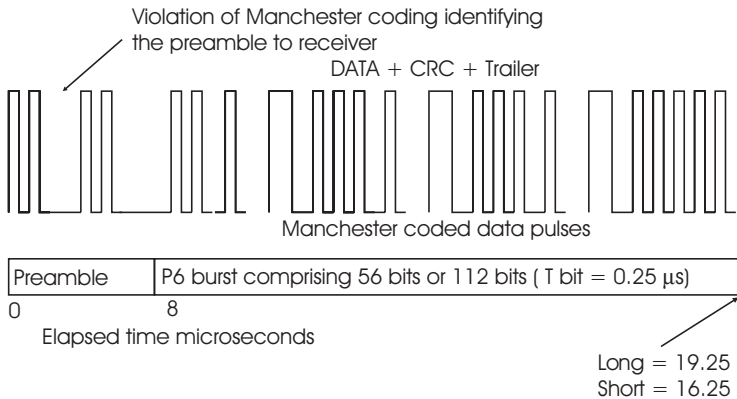 Violation of Manchester coding identifying
the preamble to receiver
DATA + CRC + Trailer
Manchester coded data pulses
Preamble
P6 burst comprising 56 bits or 112 bits ( T bit = 0.25 μs)
0
8
Elapsed time microseconds
Long = 19.25
Short = 16.25